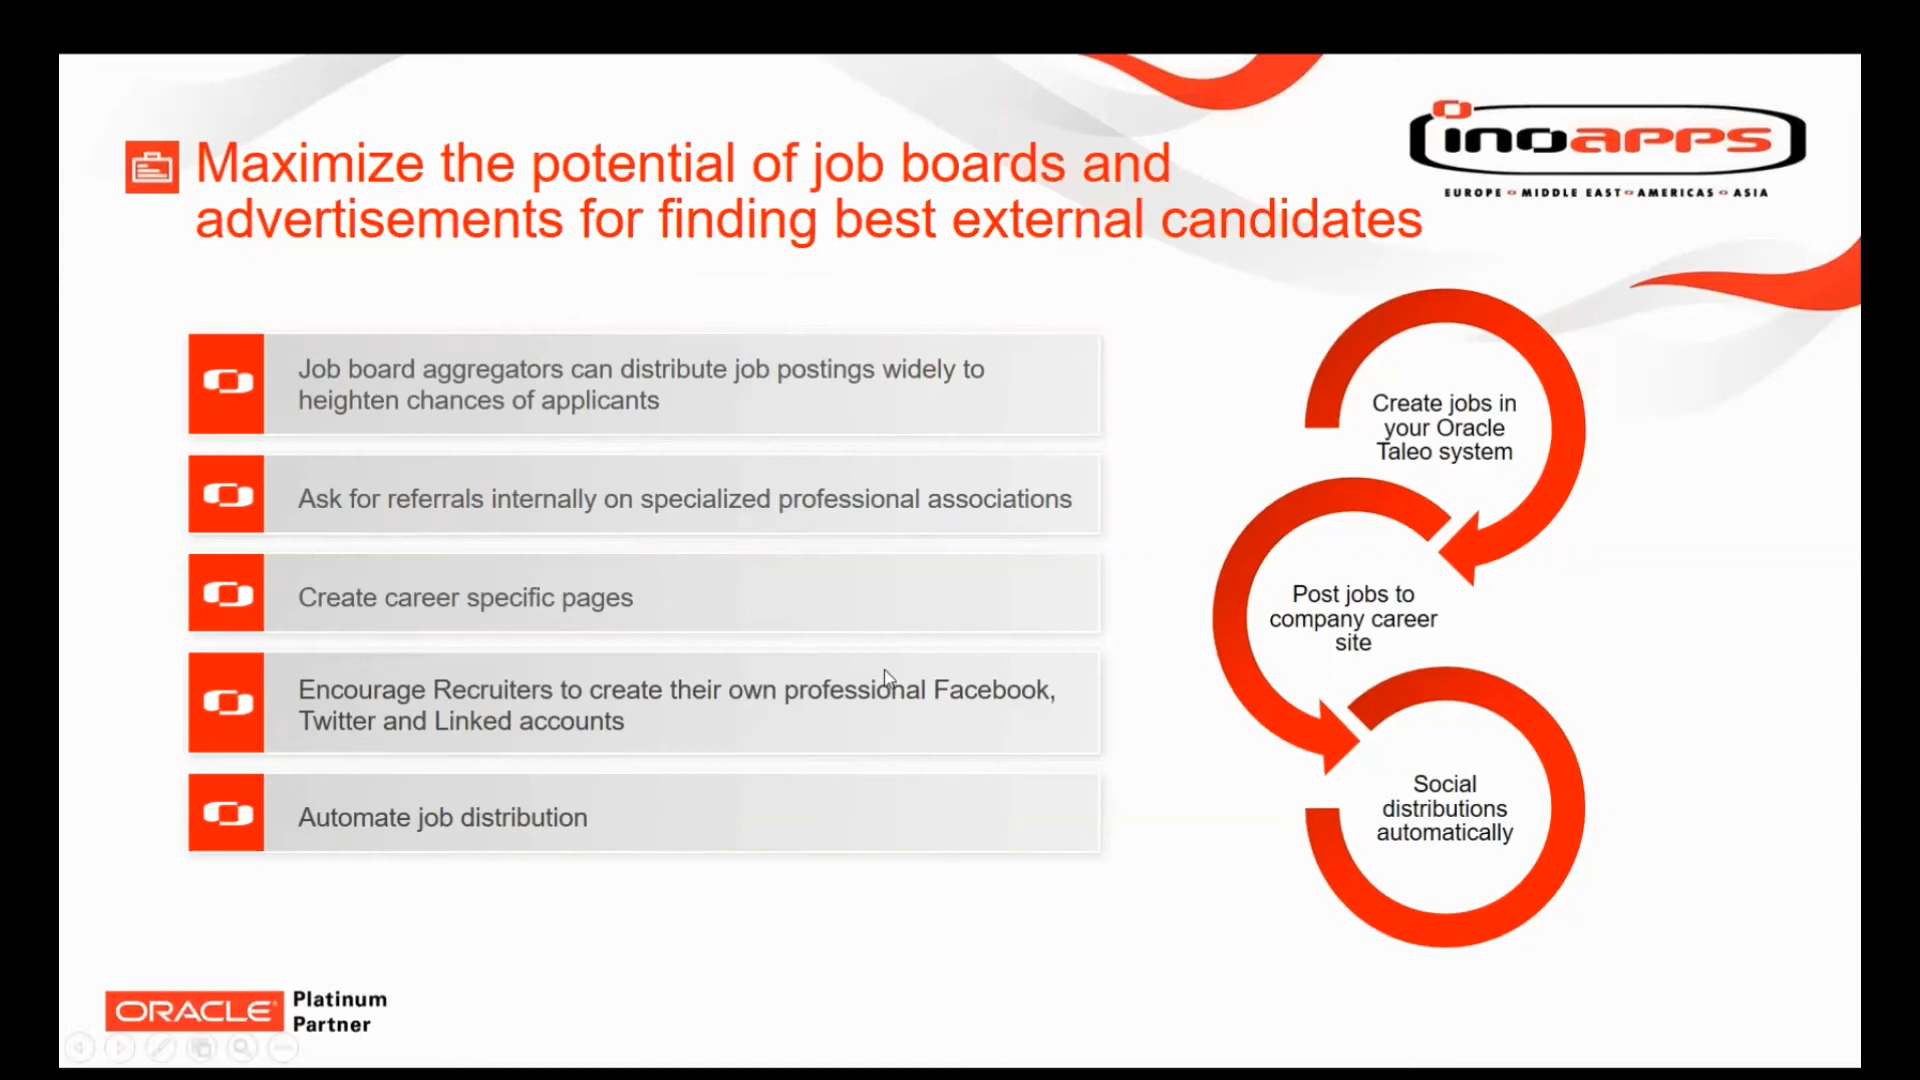 Maximize the potential of job boards and
advertisements for finding best external candidates
inoapps
EUROPE MIDDLE EAST AMERICAS ASIA
Job board aggregators can distribute job postings widely to
heighten chances of applicants
Ask for referrals internally on specialized professional associations
Create career specific pages
Encourage Recruiters to create their own professional Facebook,
Twitter and Linked accounts
Automate job distribution
Create jobs in
your Oracle
Taleo system
Post jobs to
company career
site
Social
distributions
automatically
ORACLE
Platinum
Partner